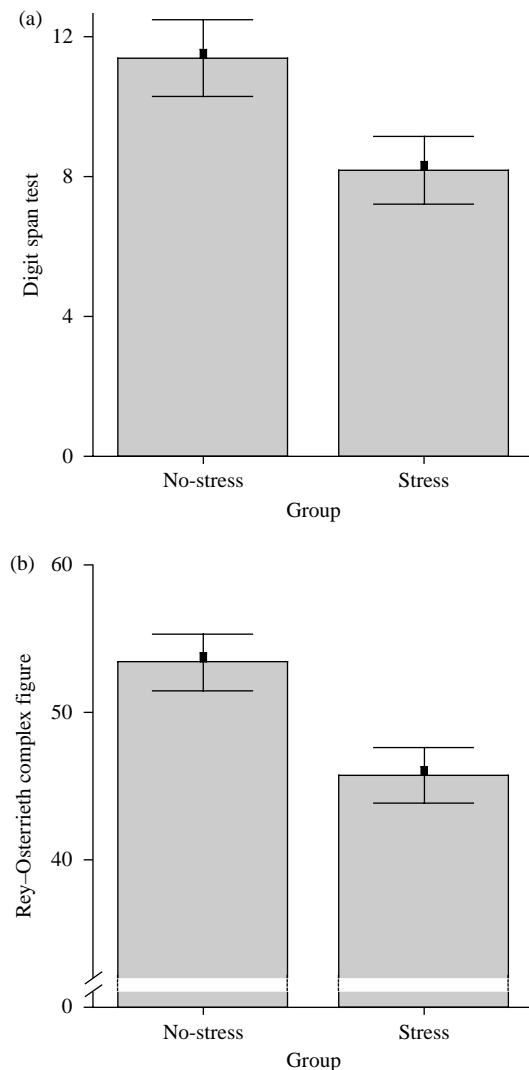 (a)
12
8
4
0
Digit span test
No-stress
Stress
Group
(b)
60
50
40
0
Rey–Osterrieth complex figure
No-stress
Stress
Group